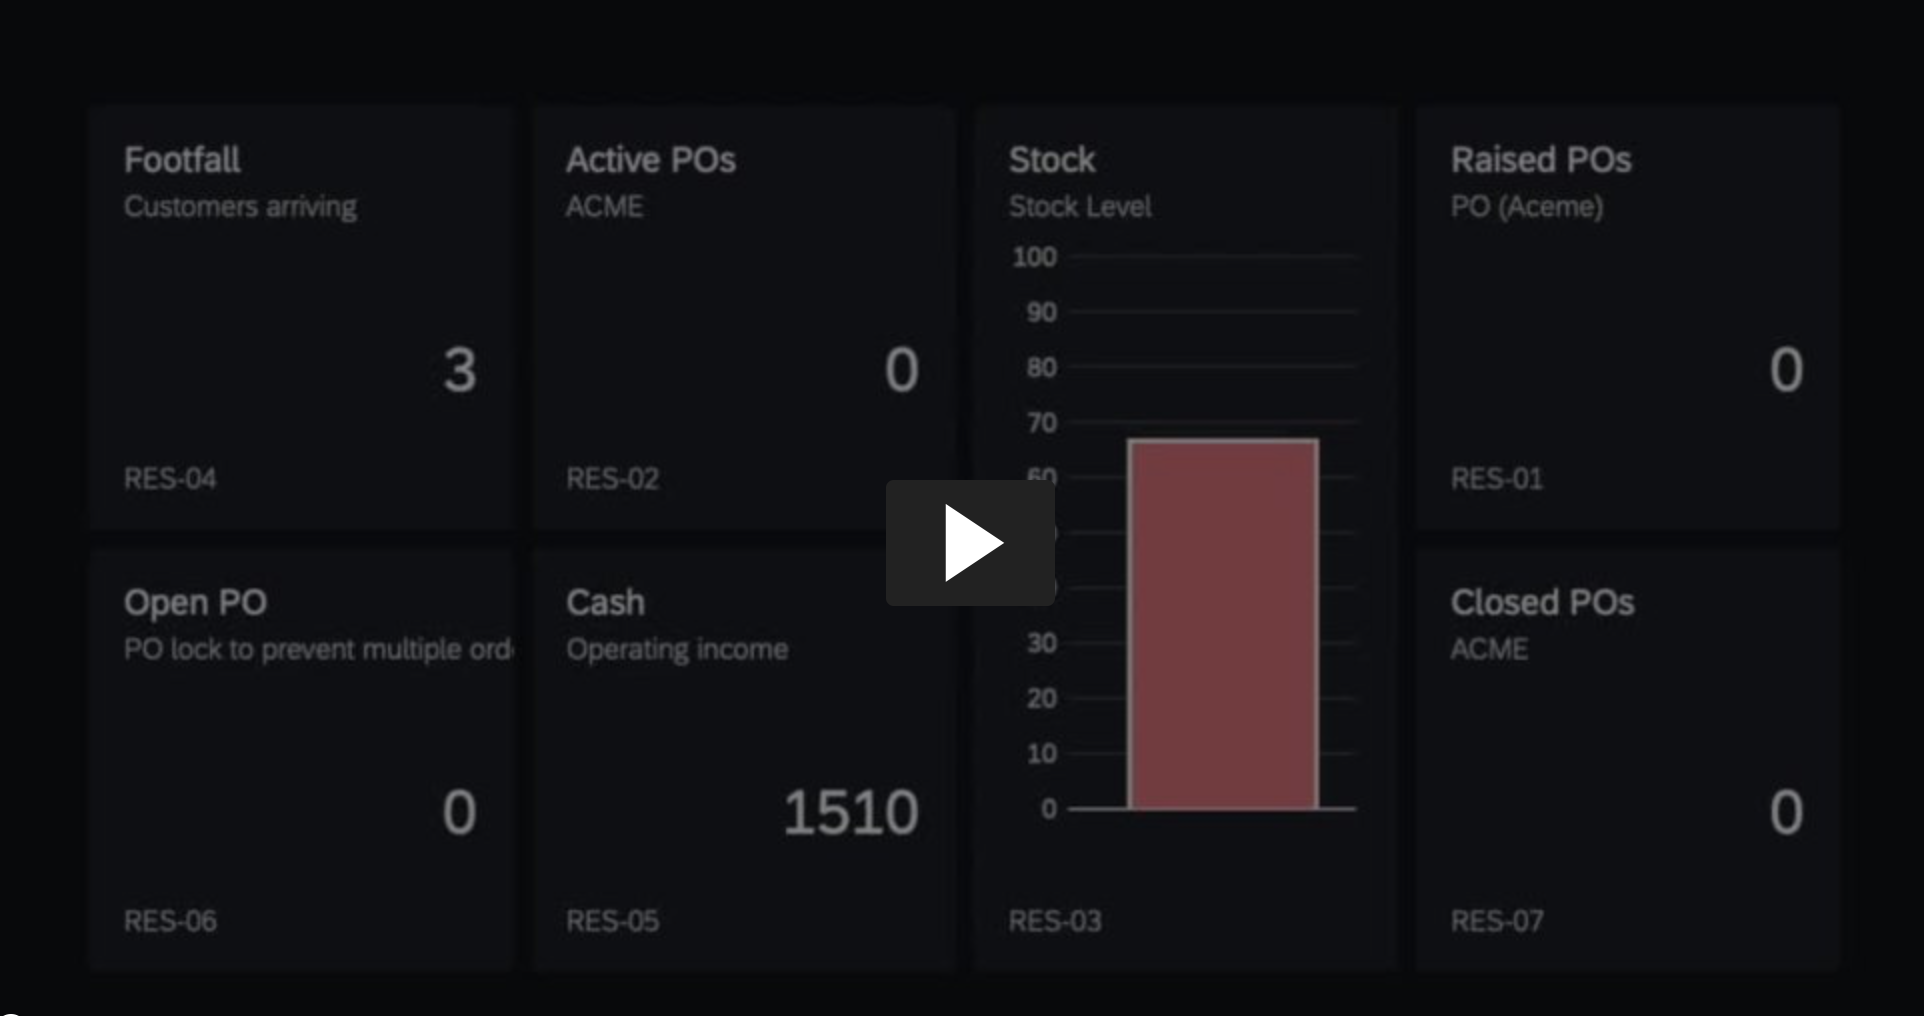 Footfall
Customers arriving
3
RES-04
Active POs
ACME
0
RES-02
Stock
Stock Level
100
90
80
70
60
30
20
10
0
RES-03
Raised POs
PO (Aceme)
0
RES-01
Open PO
PO lock to prevent multiple ord
0
RES-06
Cash
Operating income
1510
RES-05
Closed POs
ACME
0
RES-07